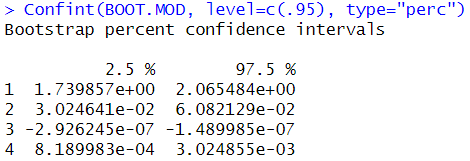 > Confint(BOOT.MOD, level=c(.95), type="perc")
Bootstrap percent confidence intervals
2.5 % 97.5 %
1 1.739857e+00 2.065484e+00
2 3.024641e-02 6.082129e-02
3 -2.926245e-07 -1.489985e-07
4 8.189983e-04 3.024855e-03